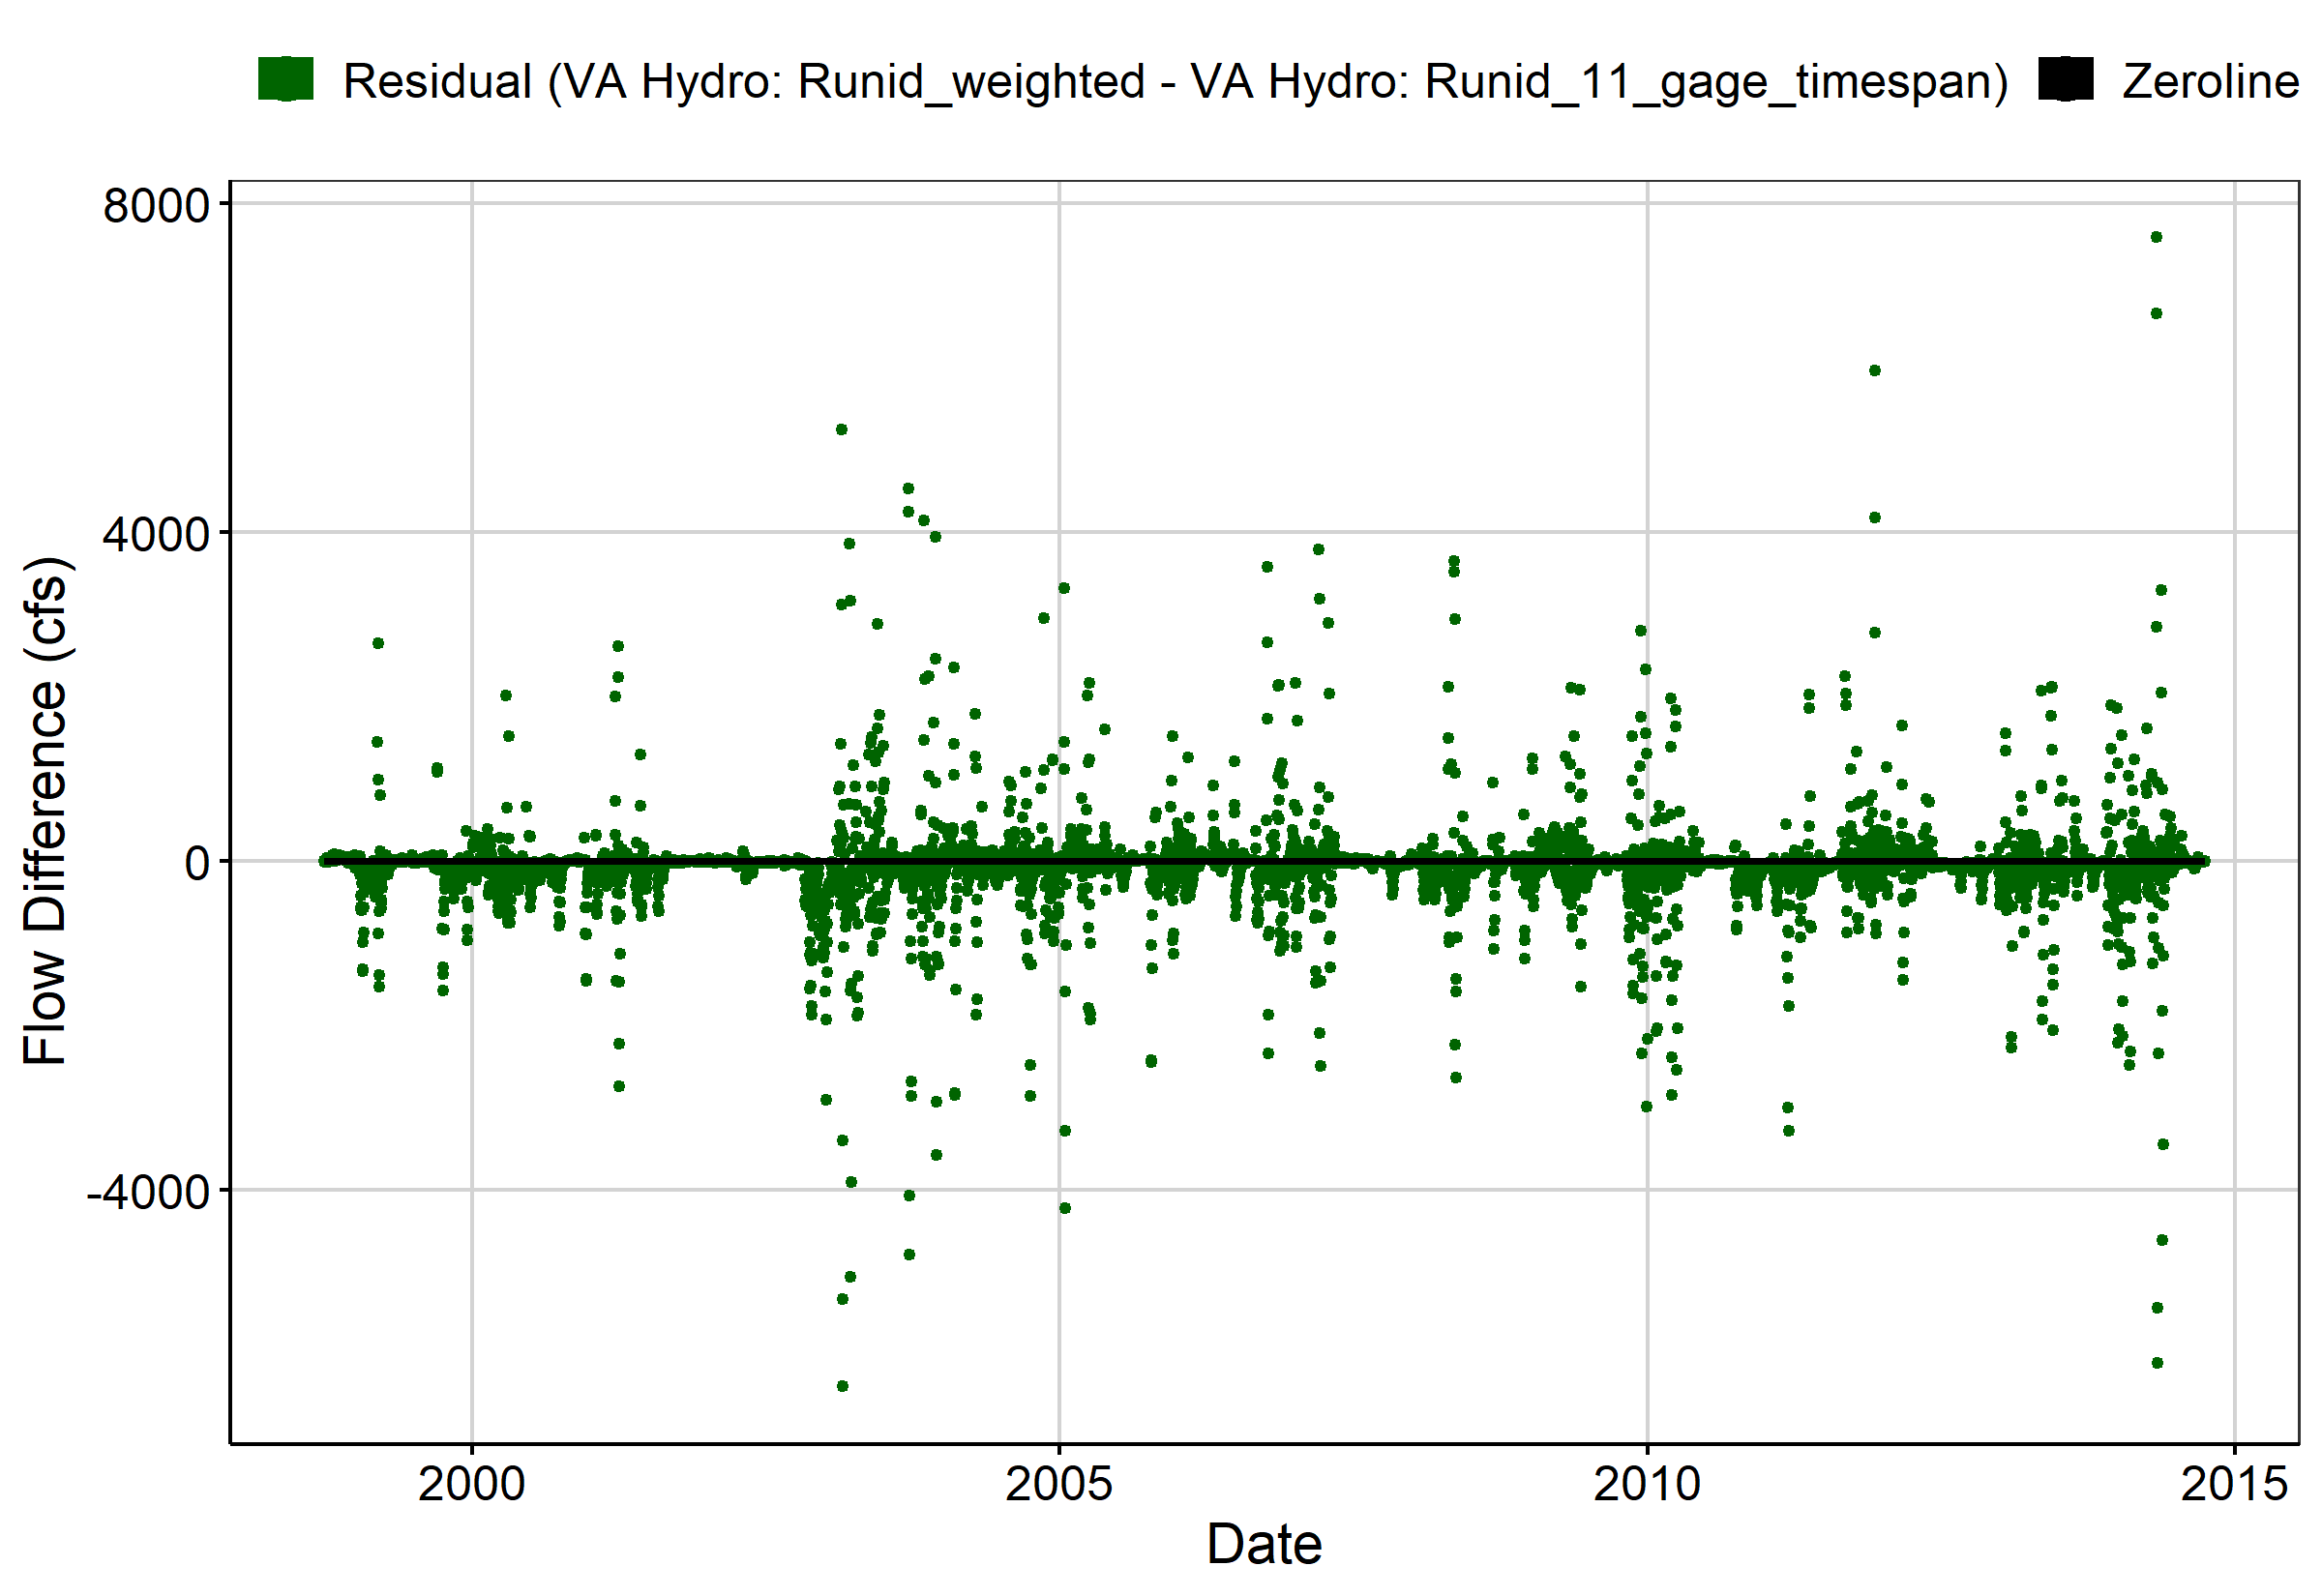 Residual (VA Hydro: Runid_weighted - VA Hydro: Runid_11_gage_timespan) Zeroline
8000
4000
0
-4000
Flow Difference (cfs)
2000 2005 2010 2015
Date